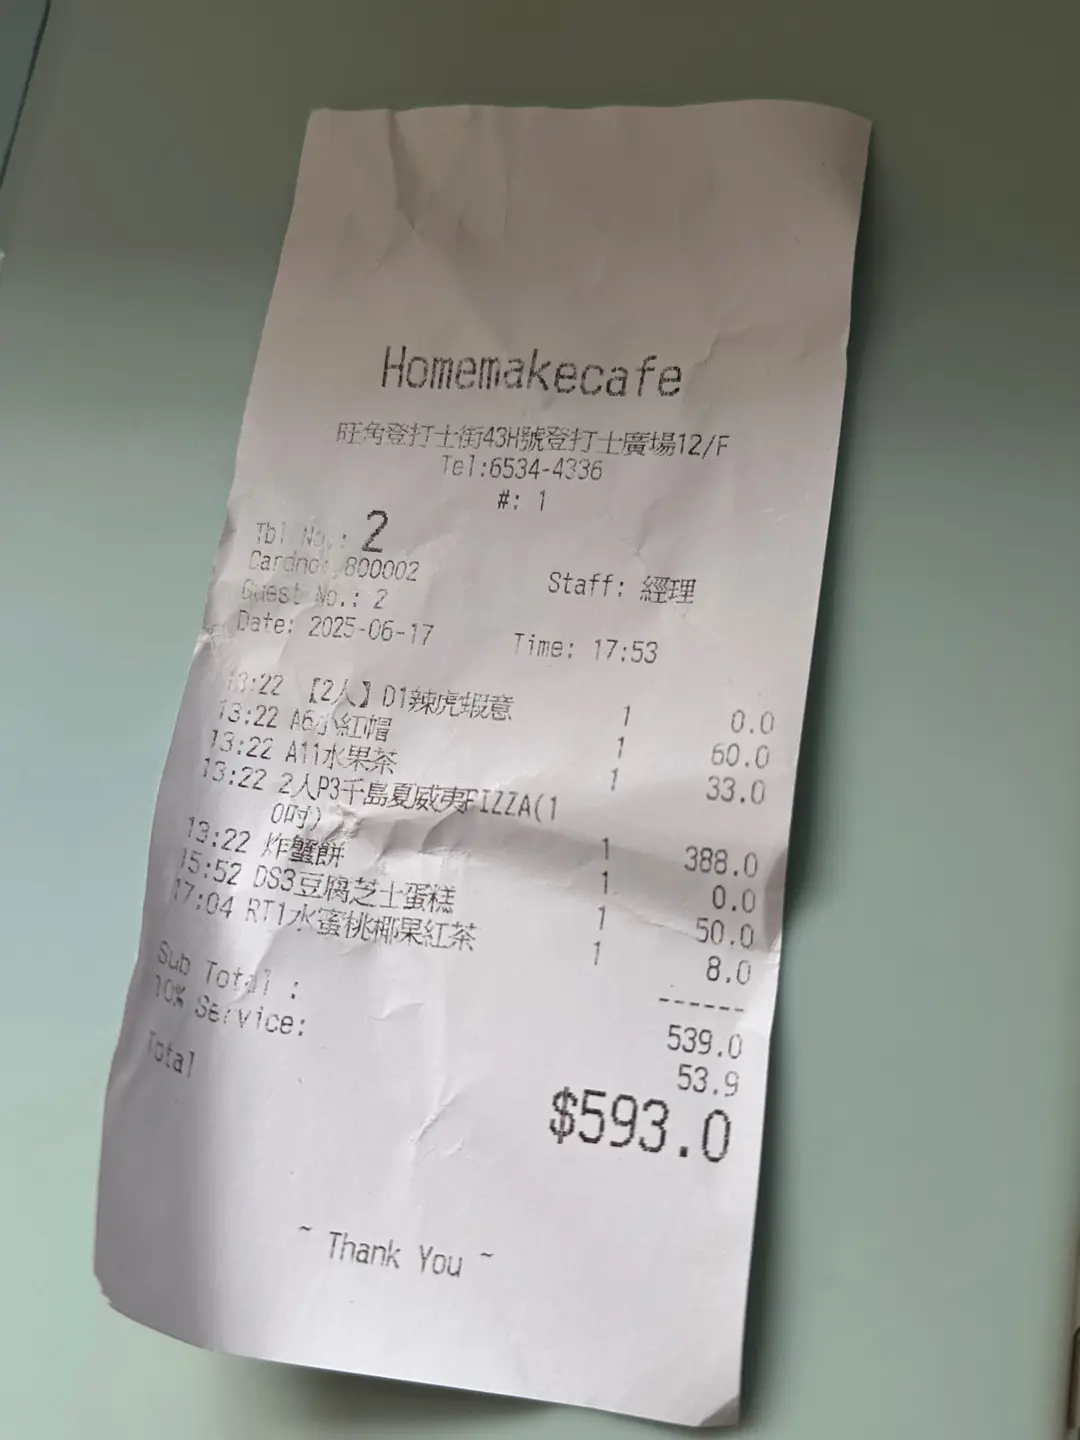 Homemakecafe
旺角登打士街43H號登打士廣場12/F
Tel:6534-4336
#: 1
Tbl No.: 2
Cardno: 800002
Staff: 經理
Guest No.: 2
Date: 2025-06-17 Time: 17:53
13:22 【2人】D1辣虎蝦意 1 0.0
13:22 A6小紅帽 1 60.0
13:22 A11水果茶 1 33.0
13:22 2人P3千島夏威夷PIZZA(1
0吋) 1 388.0
13:22 炸蟹餅 1 0.0
15:52 DS3豆腐芝士蛋糕 1 50.0
17:04 RT1水蜜桃椰果紅茶 1 8.0
------
Sub Total : 539.0
10% Service: 53.9
Total $593.0
~ Thank You ~